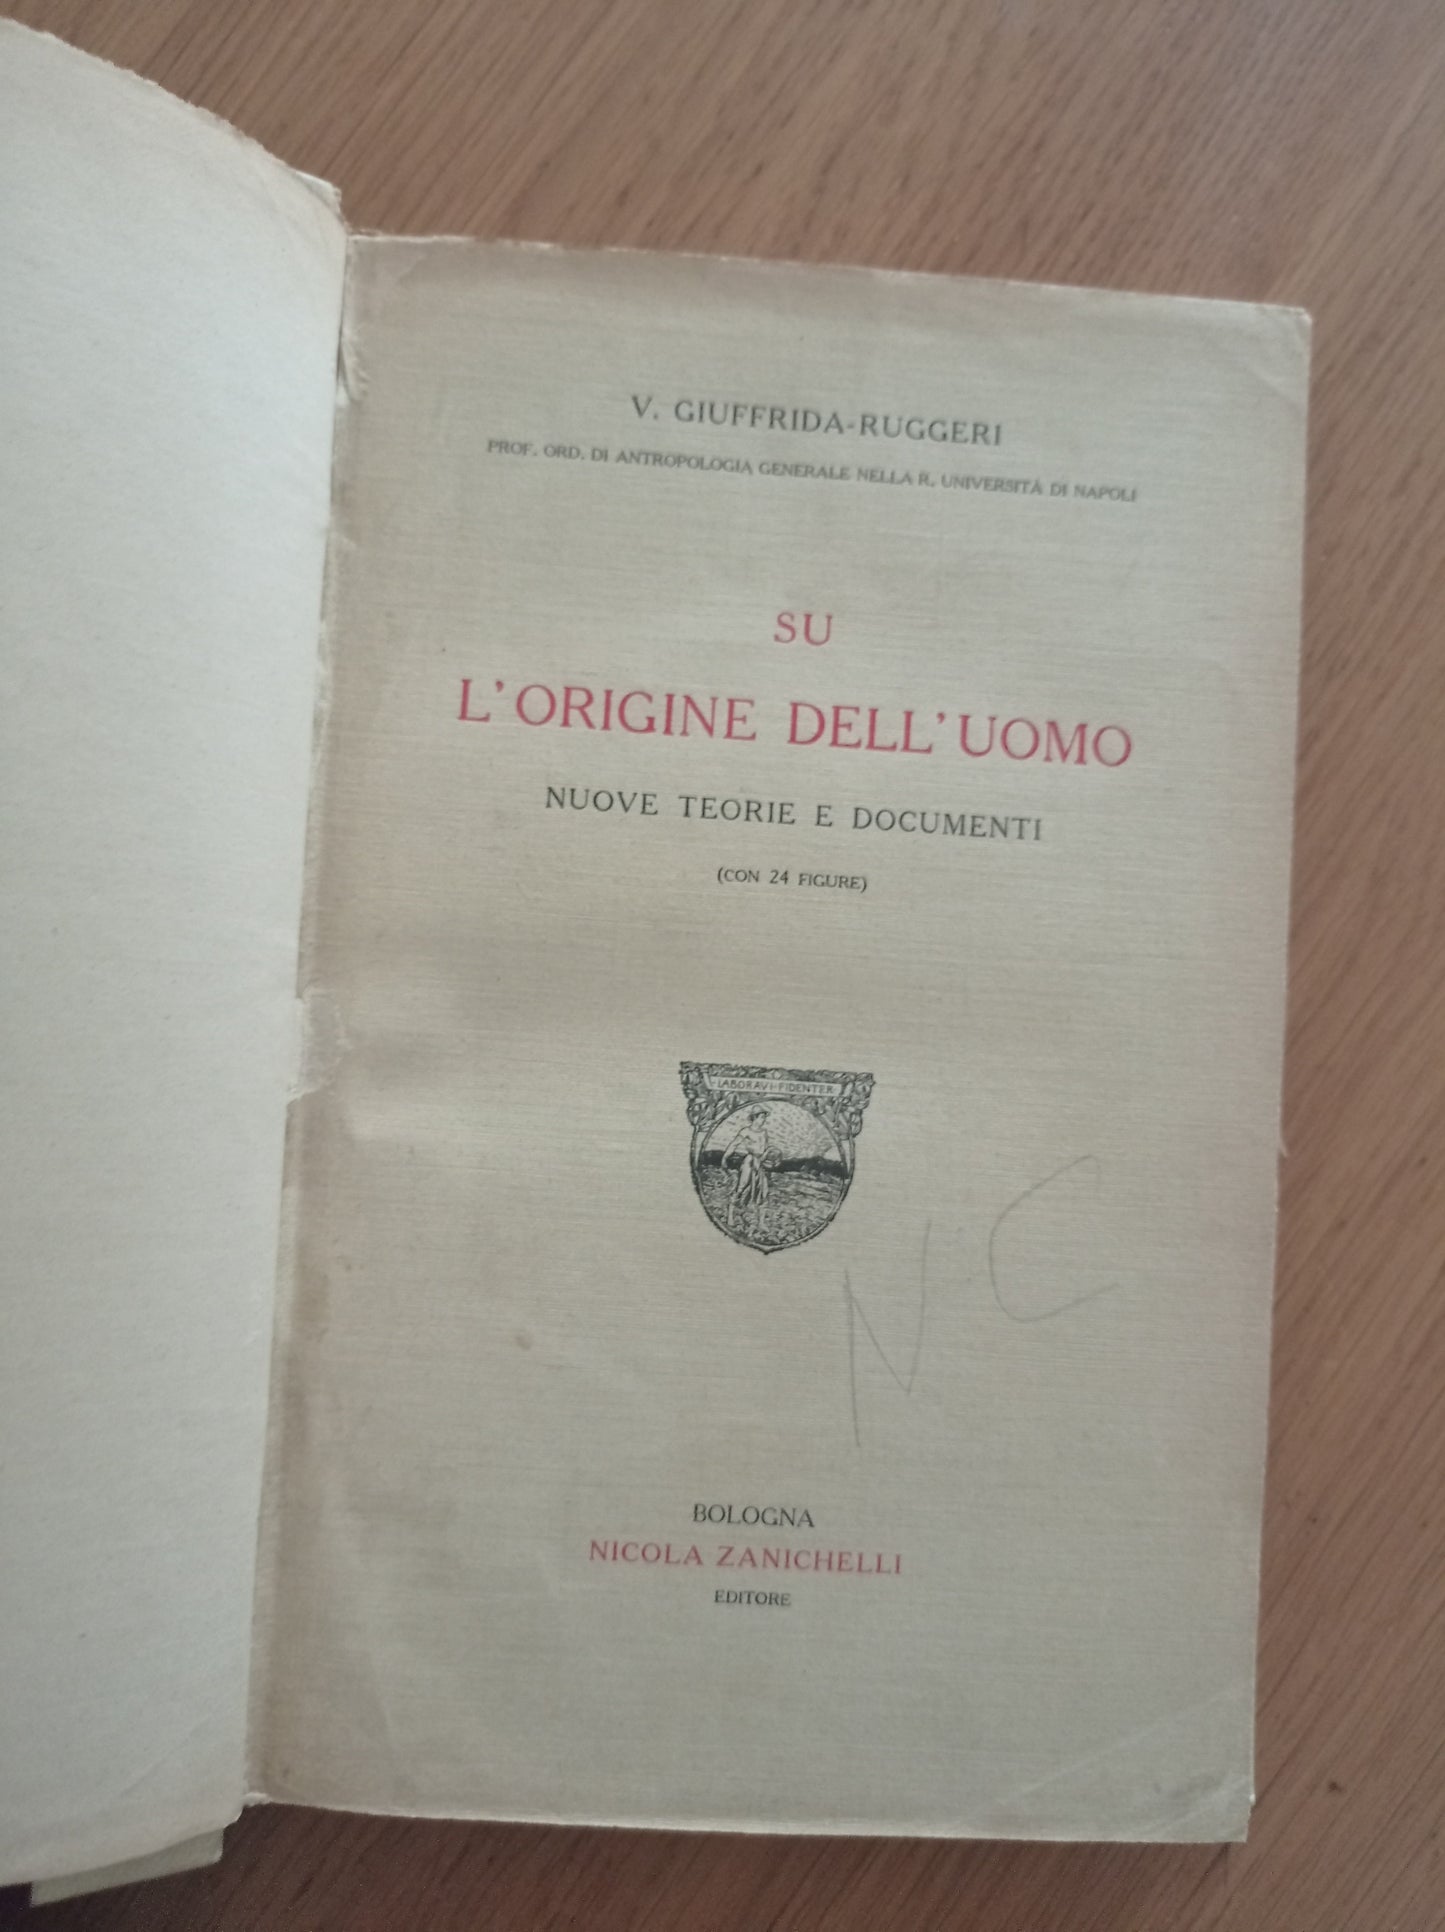 V. GIUFFRIDA-RUGGERI
PROF. ORD. DI ANTROPOLOGIA GENERALE NELLA R. UNIVERSITÀ DI NAPOLI
SU
L'ORIGINE DELL'UOMO
NUOVE TEORIE E DOCUMENTI
(CON 24 FIGURE)
LABORAVI FIDENTER
N C
BOLOGNA
NICOLA ZANICHELLI
EDITORE